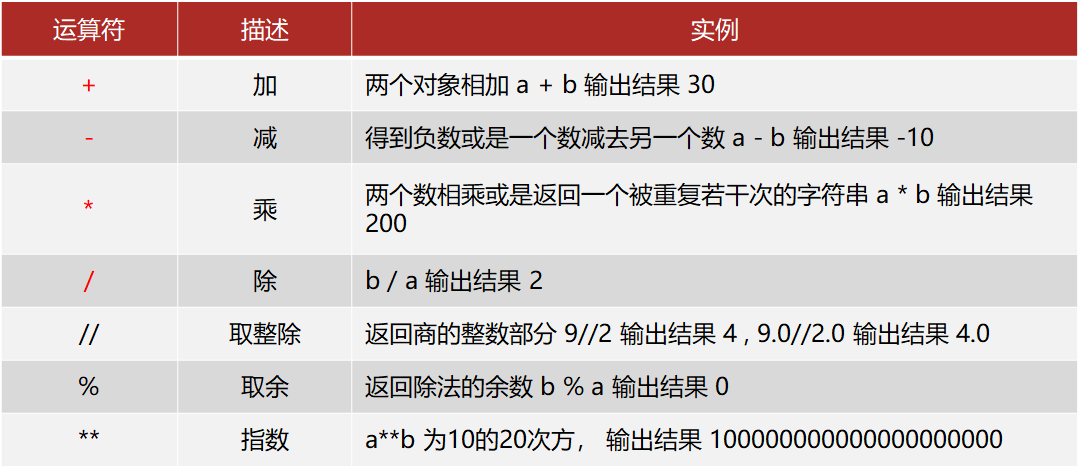 运算符 描述 实例
+ 加 两个对象相加 a + b 输出结果 30
- 减 得到负数或是一个数减去另一个数 a - b 输出结果 -10
* 乘 两个数相乘或是返回一个被重复若干次的字符串 a * b 输出结果
200
/ 除 b / a 输出结果 2
// 取整除 返回商的整数部分 9//2 输出结果 4 , 9.0//2.0 输出结果 4.0
% 取余 返回除法的余数 b % a 输出结果 0
** 指数 a**b 为10的20次方， 输出结果 100000000000000000000